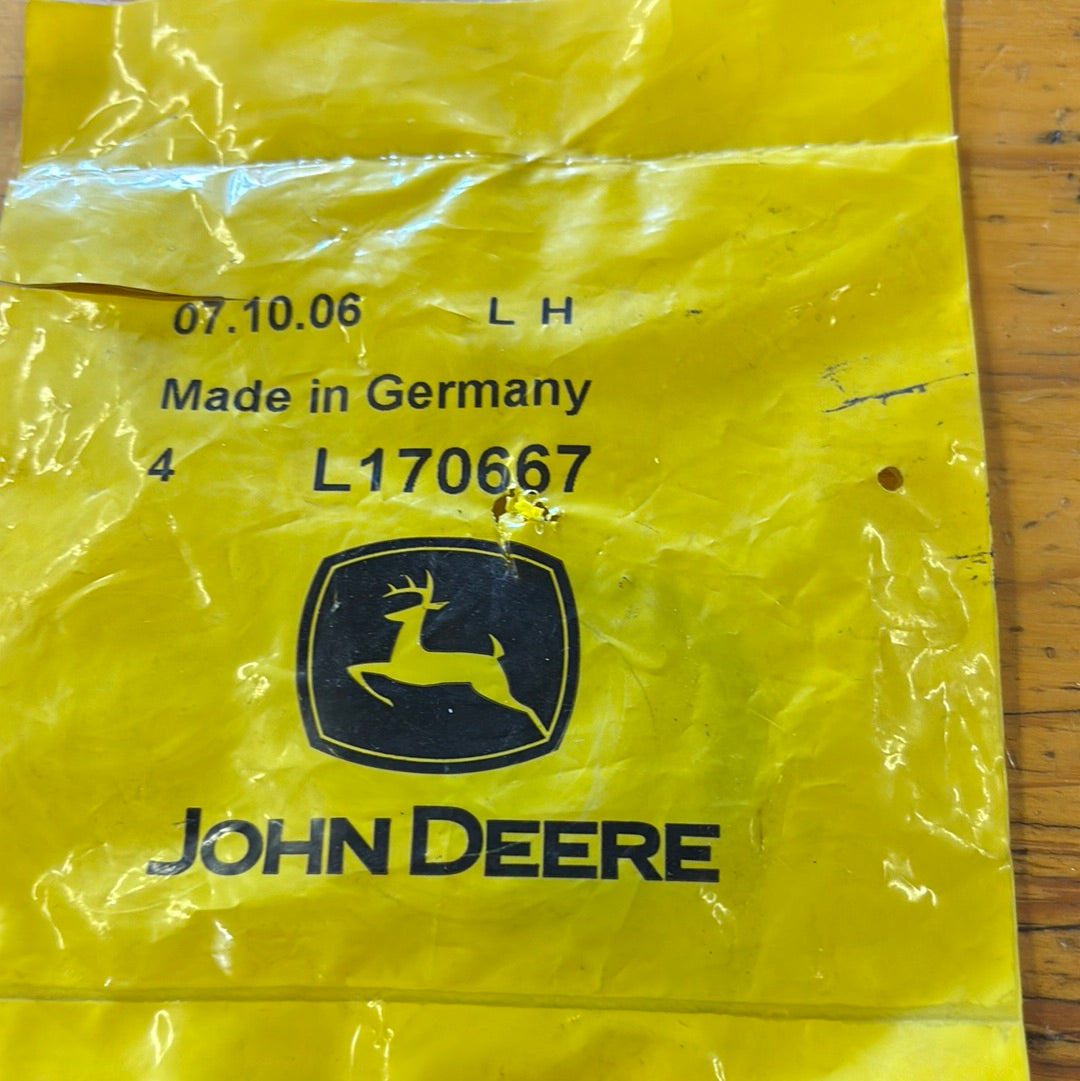 07.10.06 L H
Made in Germany
4 L170667
JOHN DEERE